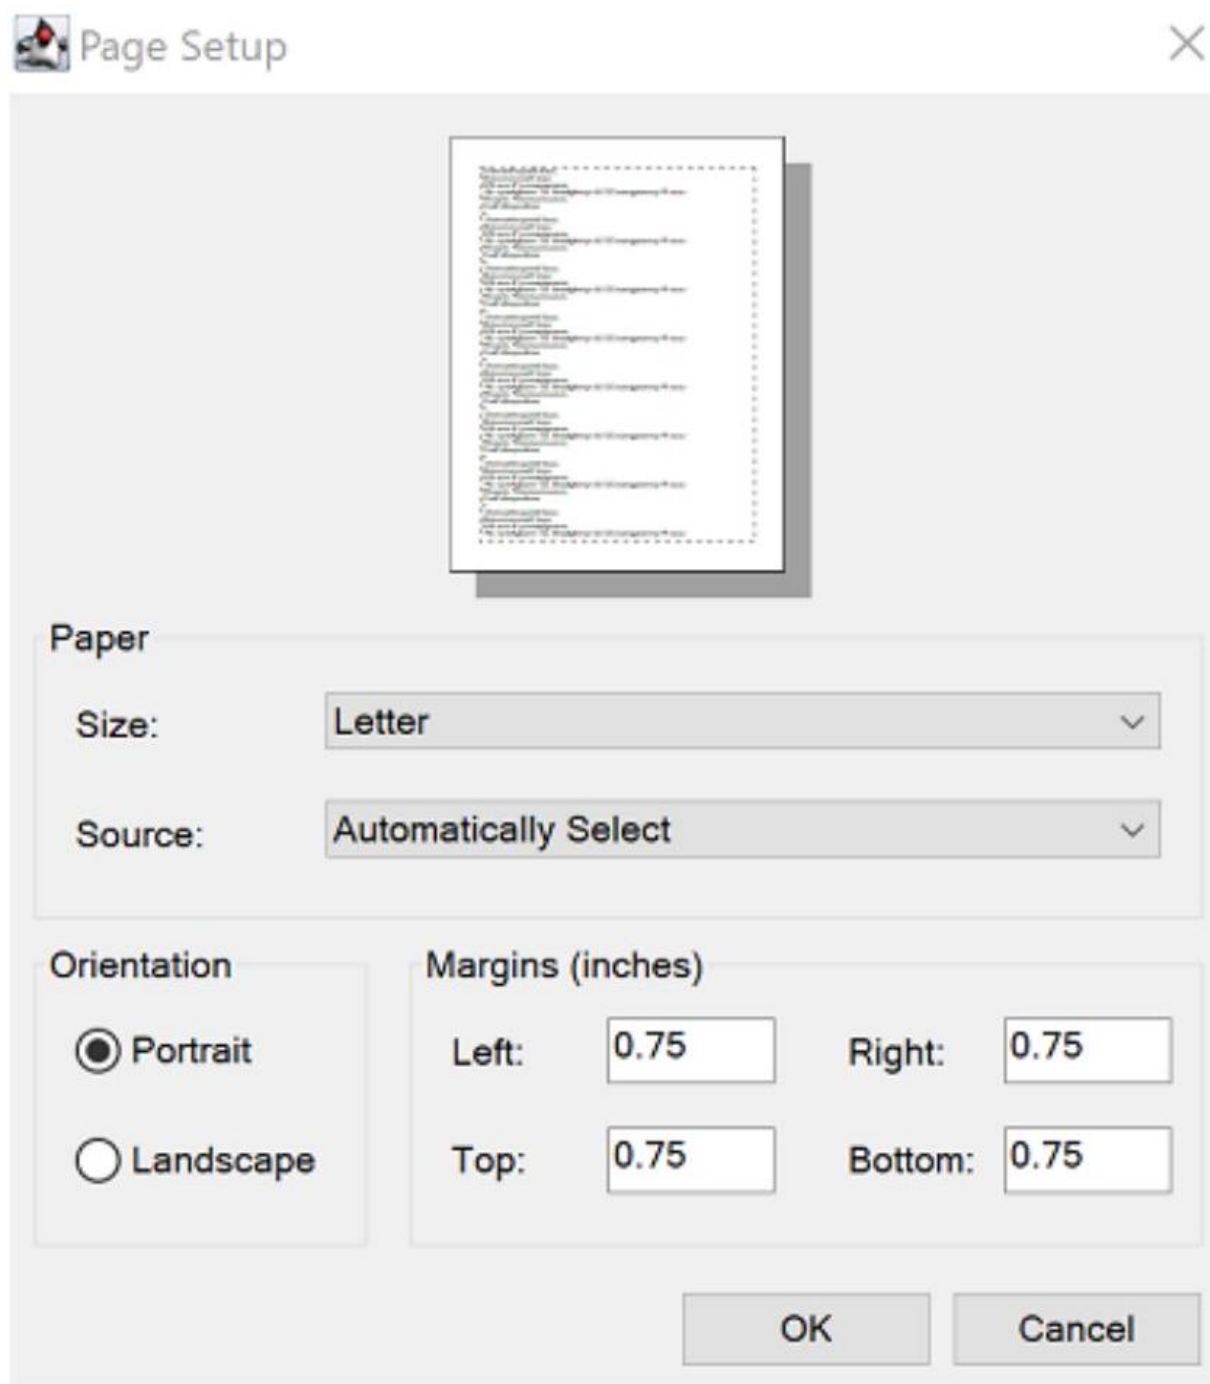 Page Setup
Paper
Size: Letter
Source: Automatically Select
Orientation
Portrait
Landscape
Margins (inches)
Left: 0.75 Right: 0.75
Top: 0.75 Bottom: 0.75
OK Cancel